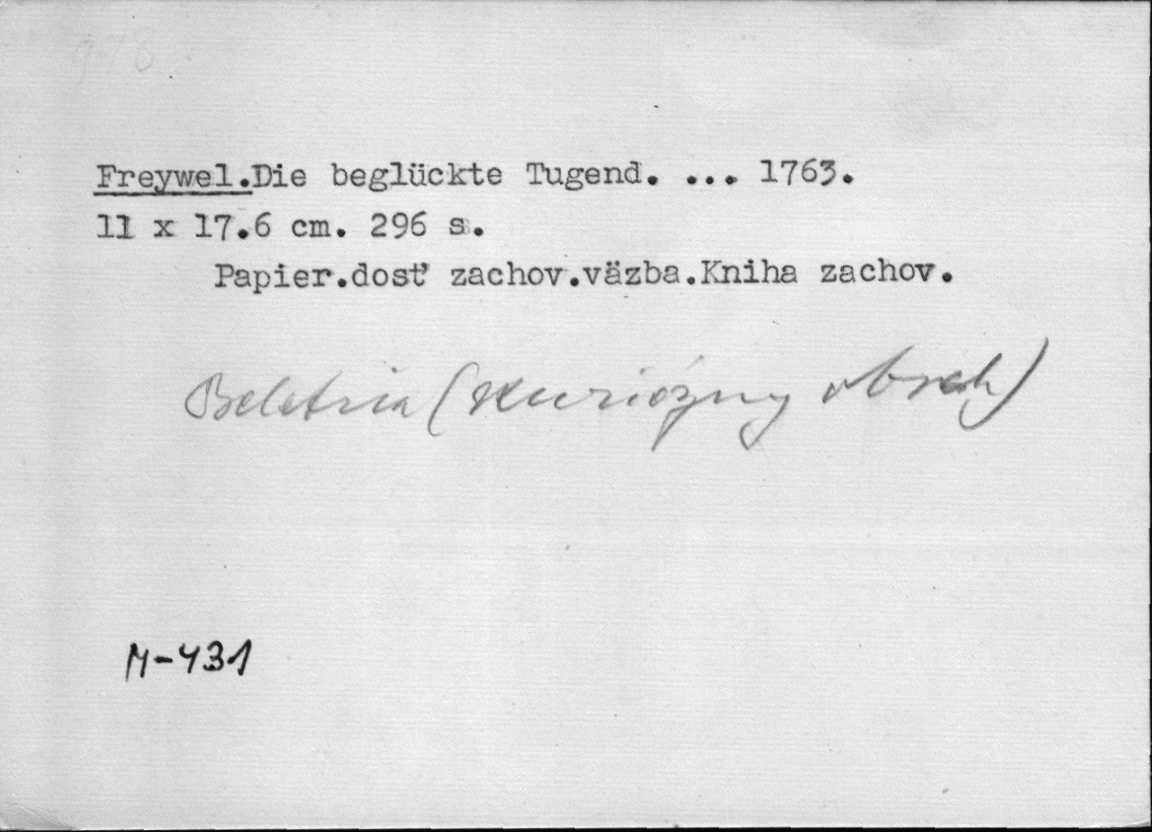 978
Freywel.Die beglückte Tugend. ... 1763.
11 x 17.6 cm. 296 s.
Papier.dosť zachov.väzba.Kniha zachov.
Beletria (Kuriózny obsah)
M-431